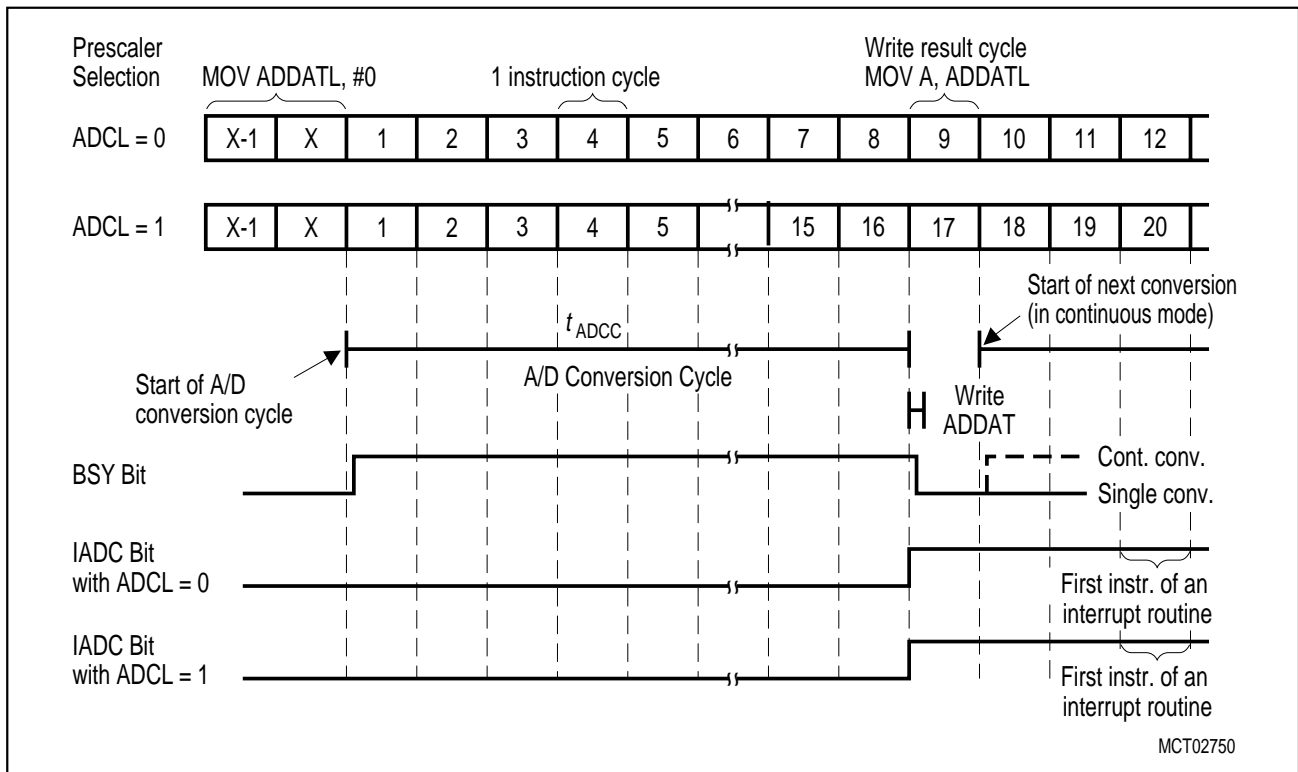 Prescaler
Selection
MOV ADDATL, #0
1 instruction cycle
Write result cycle
MOV A, ADDATL
ADCL = 0
X-1 X 1 2 3 4 5 6 7 8 9 10 11 12
ADCL = 1
X-1 X 1 2 3 4 5 15 16 17 18 19 20
Start of next conversion
(in continuous mode)
t ADCC
A/D Conversion Cycle
Start of A/D
conversion cycle
Write
ADDAT
BSY Bit
Cont. conv.
Single conv.
IADC Bit
with ADCL = 0
First instr. of an
interrupt routine
IADC Bit
with ADCL = 1
First instr. of an
interrupt routine
MCT02750